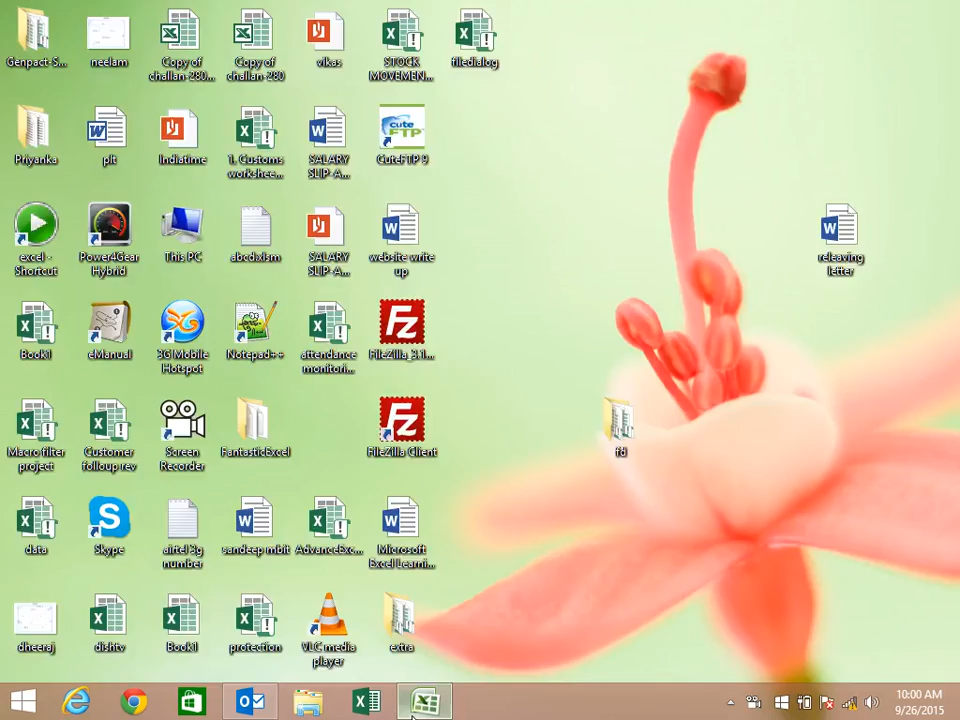 Genpact-S...
neelam
Copy of challan-280...
Copy of challan-280
vikas
STOCK MOVEMEN...
filedialog
Priyanka
plt
Indiatime
1. Customs workshee...
SALARY SLIP-A...
cute FTP
CuteFTP 9
excel - Shortcut
Power4Gear Hybrid
This PC
abcdxlsm
SALARY SLIP-A...
website write up
releaving letter
Book1
eManual
3G Mobile Hotspot
Notepad++
attendance monitori...
FileZilla_3.1...
Macro filter project
Customer folloup rev
Screen Recorder
FantasticExcel
FileZilla Client
fd
data
Skype
airtel 3g number
sandeep mbit
AdvanceExc...
Microsoft Excel Learni...
dheeraj
dishtv
Book1
protection
VLC media player
extra
10:00 AM
9/26/2015